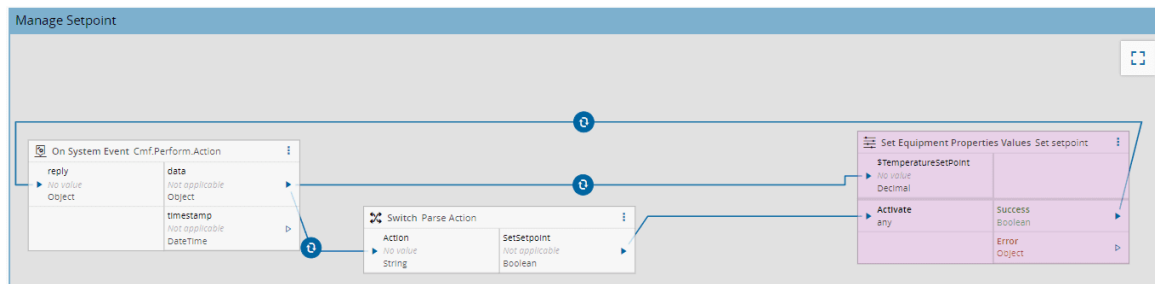 Manage Setpoint
On System Event Cmf.Perform.Action
reply
No value
Object
data
Not applicable
Object
timestamp
Not applicable
DateTime
Switch Parse Action
Action
No value
String
SetSetpoint
Not applicable
Boolean
Set Equipment Properties Values Set setpoint
$TemperatureSetPoint
No value
Decimal
Activate
any
Success
Boolean
Error
Object